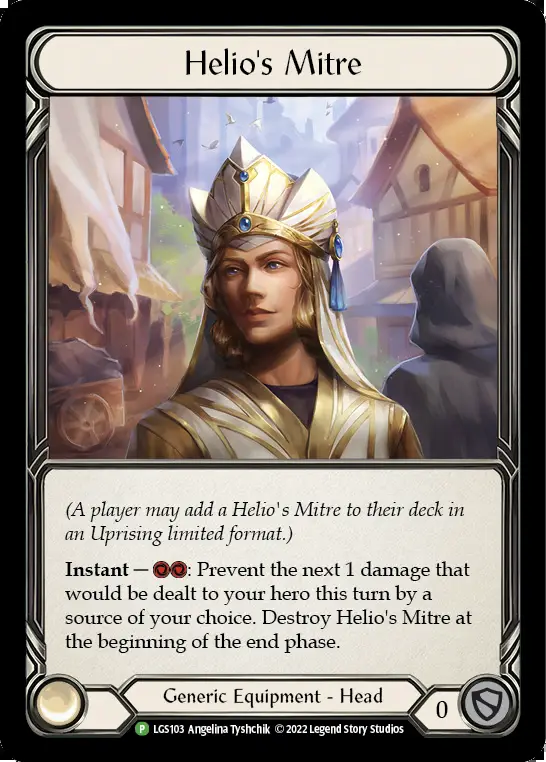 Helio's Mitre
(A player may add a Helio's Mitre to their deck in
an Uprising limited format.)
Instant — : Prevent the next 1 damage that
would be dealt to your hero this turn by a
source of your choice. Destroy Helio's Mitre at
the beginning of the end phase.
Generic Equipment - Head
0
P LGS103 Angelina Tyshchik © 2022 Legend Story Studios